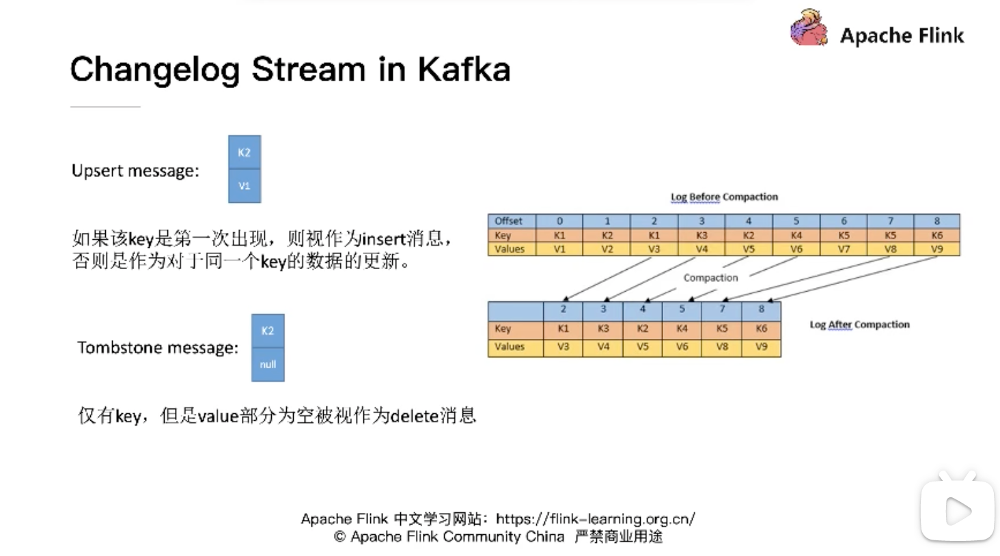 Apache Flink
Changelog Stream in Kafka
Upsert message:
K2
V1
如果该key是第一次出现，则视作为insert消息，
否则是作为对于同一个key的数据的更新。
Tombstone message:
K2
null
仅有key，但是value部分为空被视作为delete消息
Log Before Compaction
Offset 0 1 2 3 4 5 6 7 8
Key K1 K2 K1 K3 K2 K4 K5 K5 K6
Values V1 V2 V3 V4 V5 V6 V7 V8 V9
Compaction
2 3 4 5 7 8
Key K1 K3 K2 K4 K5 K6
Values V3 V4 V5 V6 V8 V9
Log After Compaction
Apache Flink 中文学习网站：https://flink-learning.org.cn/
© Apache Flink Community China 严禁商业用途